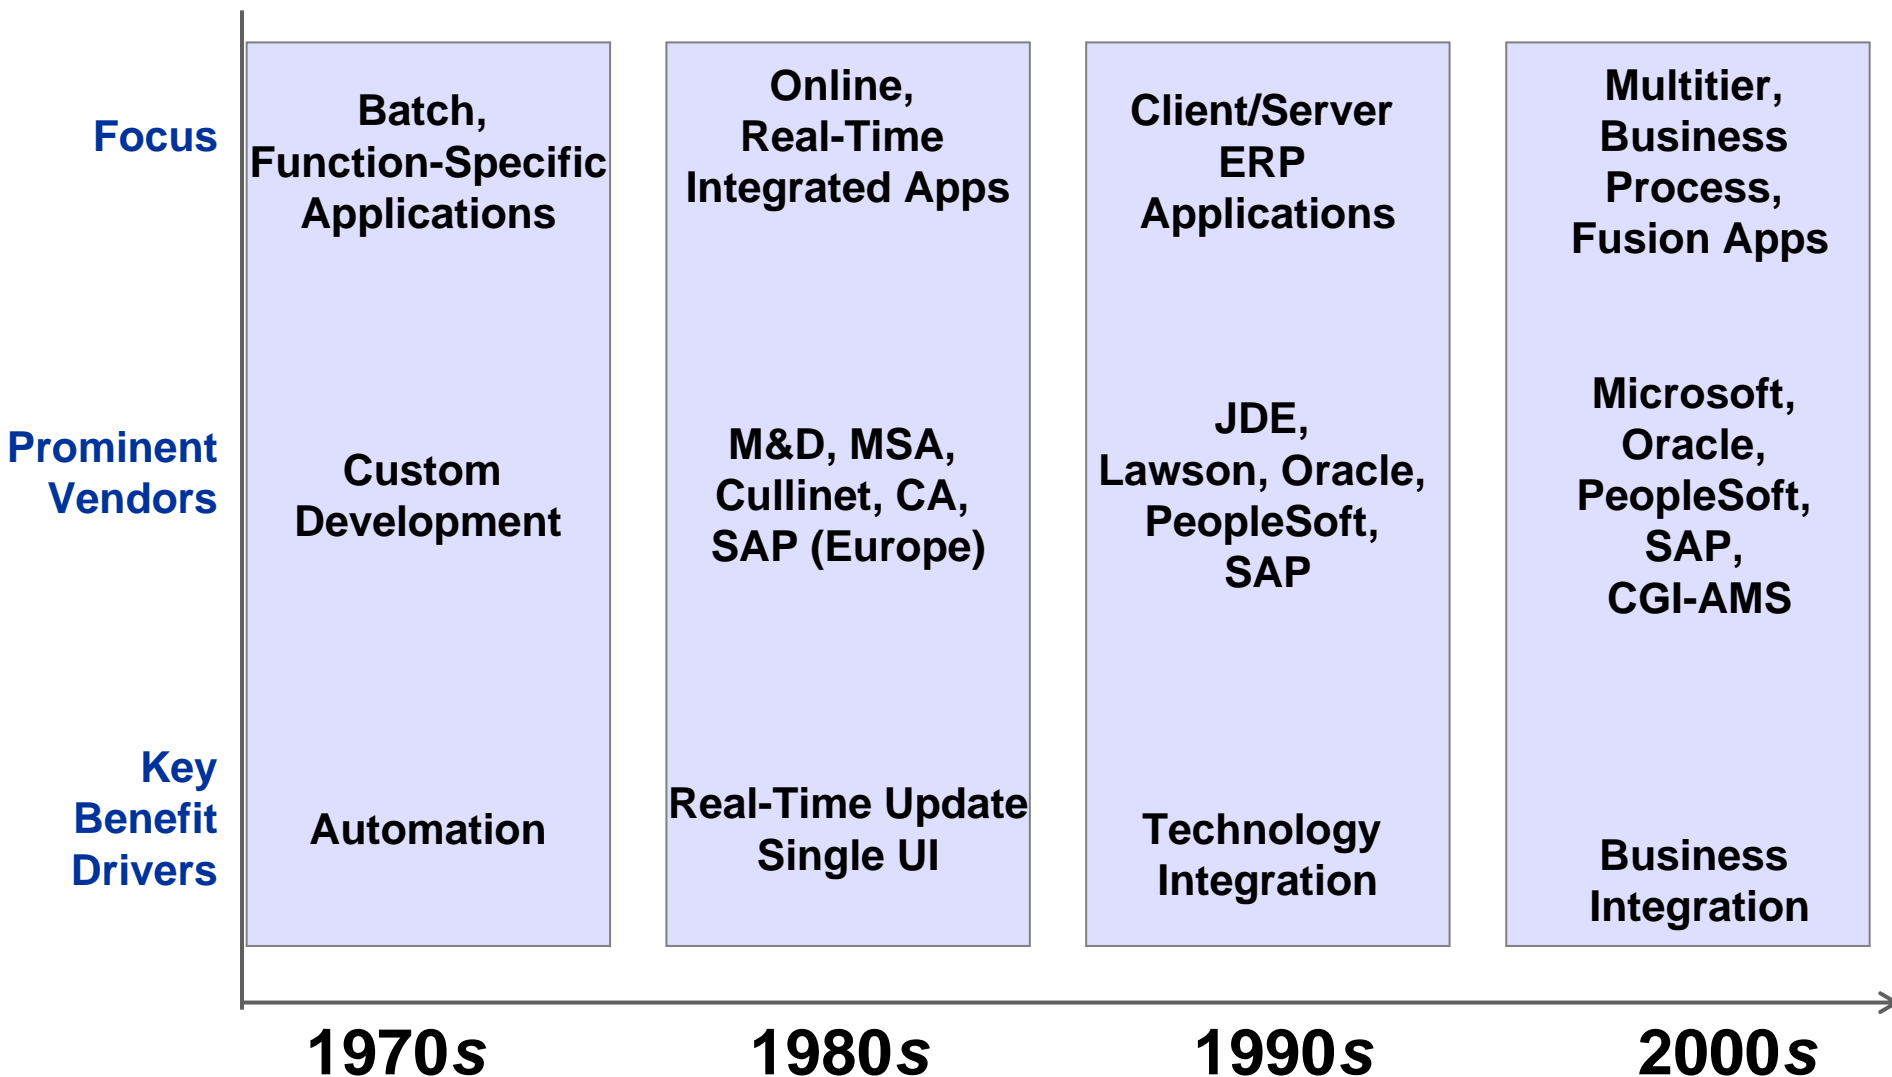 Focus
Batch,
Function-Specific
Applications
Online,
Real-Time
Integrated Apps
Client/Server
ERP
Applications
Multitier,
Business
Process,
Fusion Apps
Prominent
Vendors
Custom
Development
M&D, MSA,
Cullinet, CA,
SAP (Europe)
JDE,
Lawson, Oracle,
PeopleSoft,
SAP
Microsoft,
Oracle,
PeopleSoft,
SAP,
CGI-AMS
Key
Benefit
Drivers
Automation
Real-Time Update
Single UI
Technology
Integration
Business
Integration
1970s
1980s
1990s
2000s